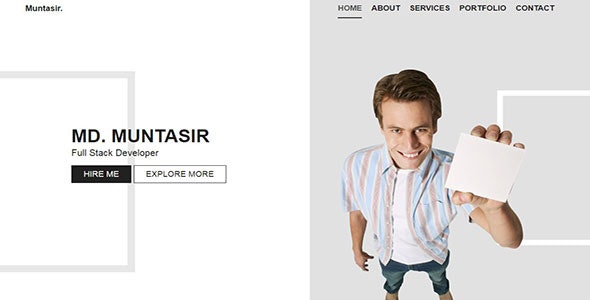 Muntasir.
HOME ABOUT SERVICES PORTFOLIO CONTACT
MD. MUNTASIR
Full Stack Developer
HIRE ME EXPLORE MORE